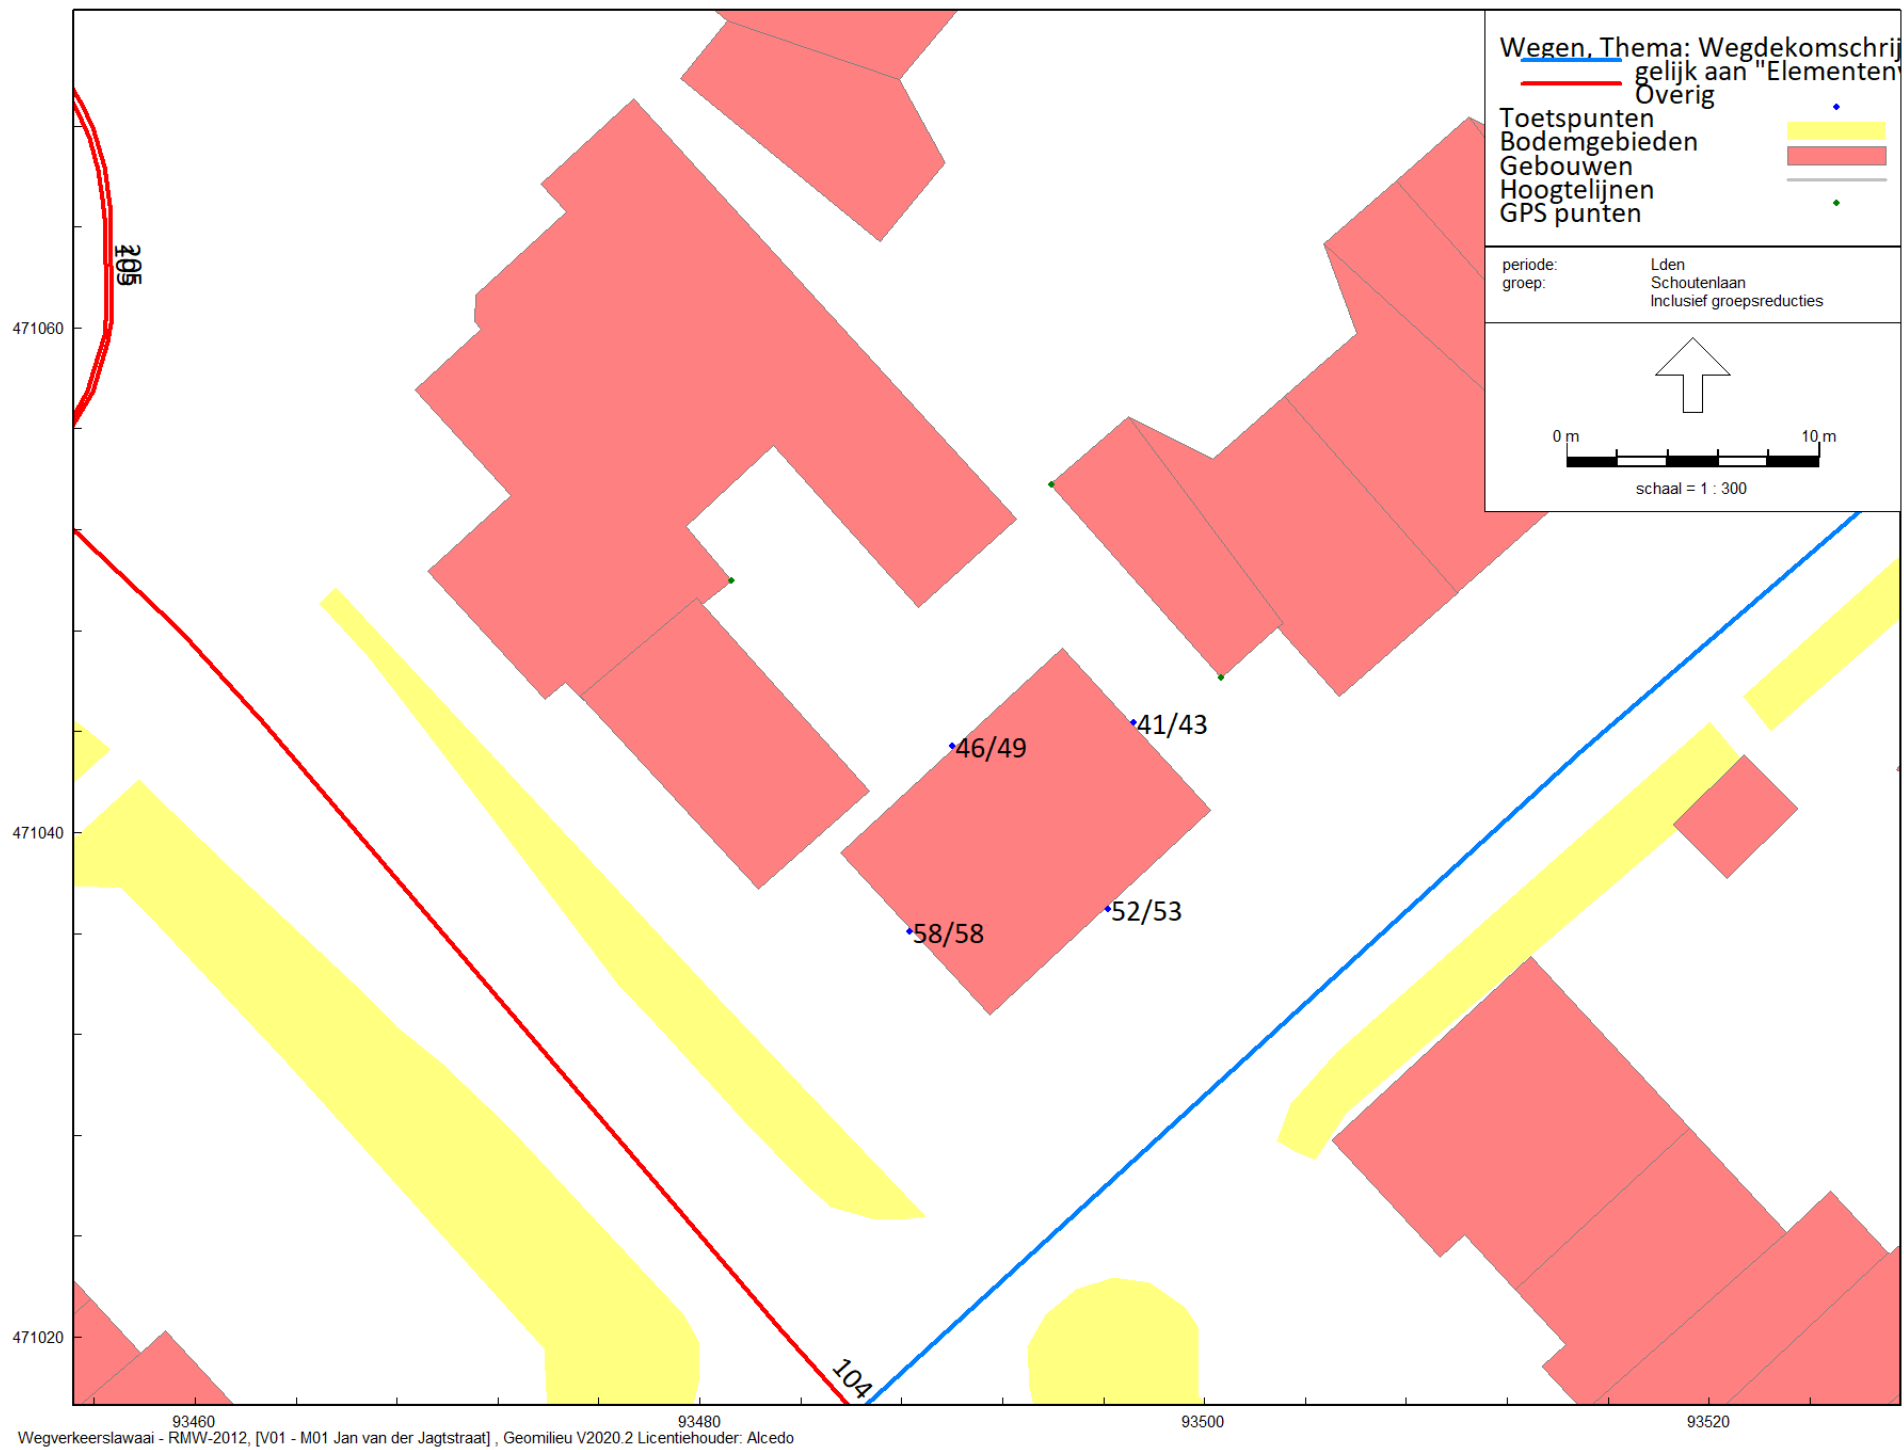 Wegen, Thema: Wegdekomschrij
gelijk aan "Elementenv
Overig
Toetspunten
Bodemgebieden
Gebouwen
Hoogtelijnen
GPS punten
periode: Lden
groep: Schoutenlaan
Inclusief groepsreducties
0 m 10 m
schaal = 1 : 300
205
471060
41/43
46/49
471040
52/53
58/58
471020
104
93460 93480 93500 93520
Wegverkeerslawaai - RMW-2012, [V01 - M01 Jan van der Jagtstraat] , Geomilieu V2020.2 Licentiehouder: Alcedo